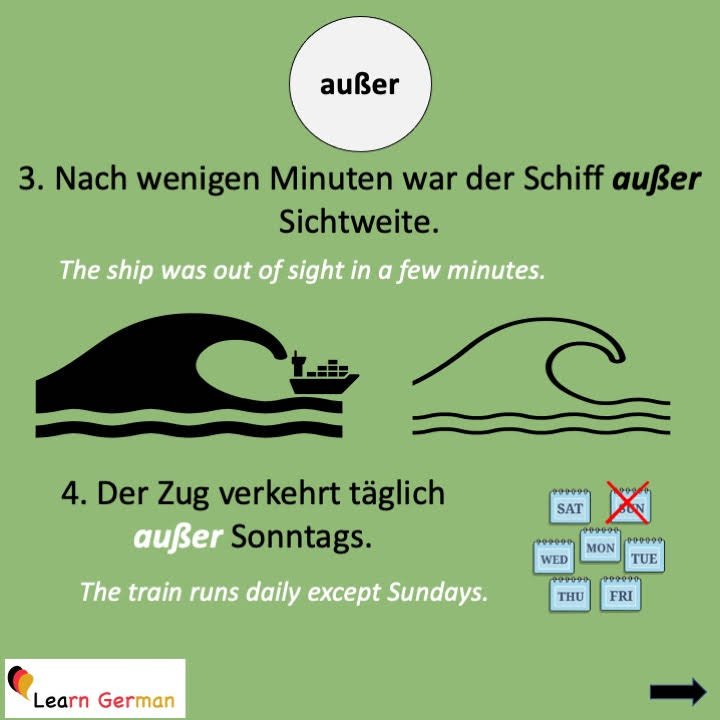 außer
3. Nach wenigen Minuten war der Schiff außer
Sichtweite.
The ship was out of sight in a few minutes.
4. Der Zug verkehrt täglich
außer Sonntags.
The train runs daily except Sundays.
SAT SUN
WED MON TUE
THU FRI
Learn German